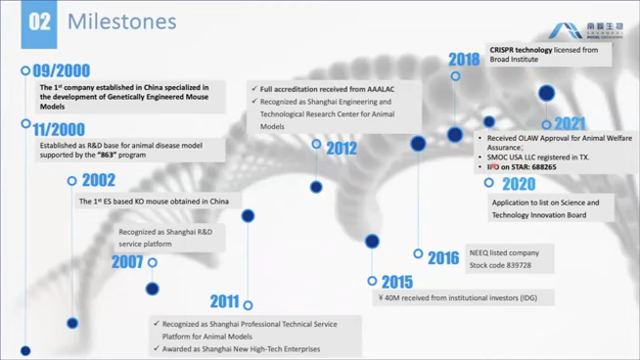 02 Milestones
南模生物
09/2000
The 1st company established in China specialized in
the development of Genetically Engineered Mouse
Models
11/2000
Established as R&D base for animal disease model
supported by the "863" program
2002
The 1st ES based KO mouse obtained in China
Recognized as Shanghai R&D
service platform
2007
2011
✓ Recognized as Shanghai Professional Technical Service
Platform for Animal Models
✓ Awarded as Shanghai New High-Tech Enterprises
✓ Full accreditation received from AAALAC
✓ Recognized as Shanghai Engineering and
Technological Research Center for Animal
Models
2012
2015
¥ 40M received from institutional investors (IDG)
2016
NEEQ listed company
Stock code 839728
2018
CRISPR technology licensed from
Broad Institute
2020
Application to list on Science and
Technology Innovation Board
2021
• Received OLAW Approval for Animal Welfare
Assurance,
• SMOC USA LLC registered in TX.
• IPO on STAR: 688265